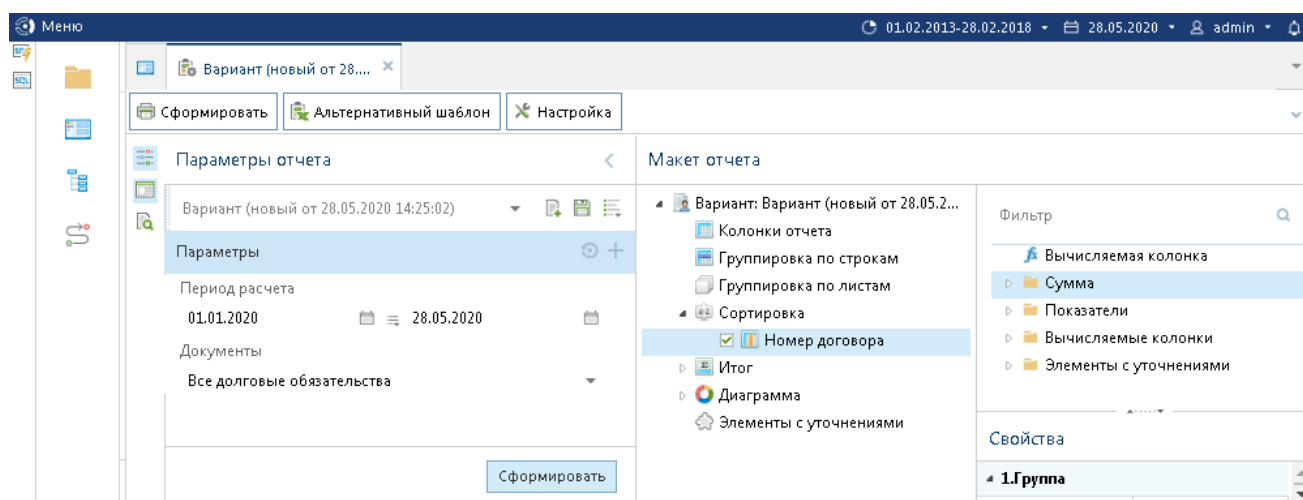 Меню
01.02.2013-28.02.2018
28.05.2020
admin
SQL
Вариант (новый от 28....
Сформировать
Альтернативный шаблон
Настройка
Параметры отчета
Вариант (новый от 28.05.2020 14:25:02)
Параметры
Период расчета
01.01.2020
28.05.2020
Документы
Все долговые обязательства
Сформировать
Макет отчета
Вариант: Вариант (новый от 28.05.2...
Колонки отчета
Группировка по строкам
Группировка по листам
Сортировка
Номер договора
Итог
Диаграмма
Элементы с уточнениями
Фильтр
Вычисляемая колонка
Сумма
Показатели
Вычисляемые колонки
Элементы с уточнениями
Свойства
1.Группа